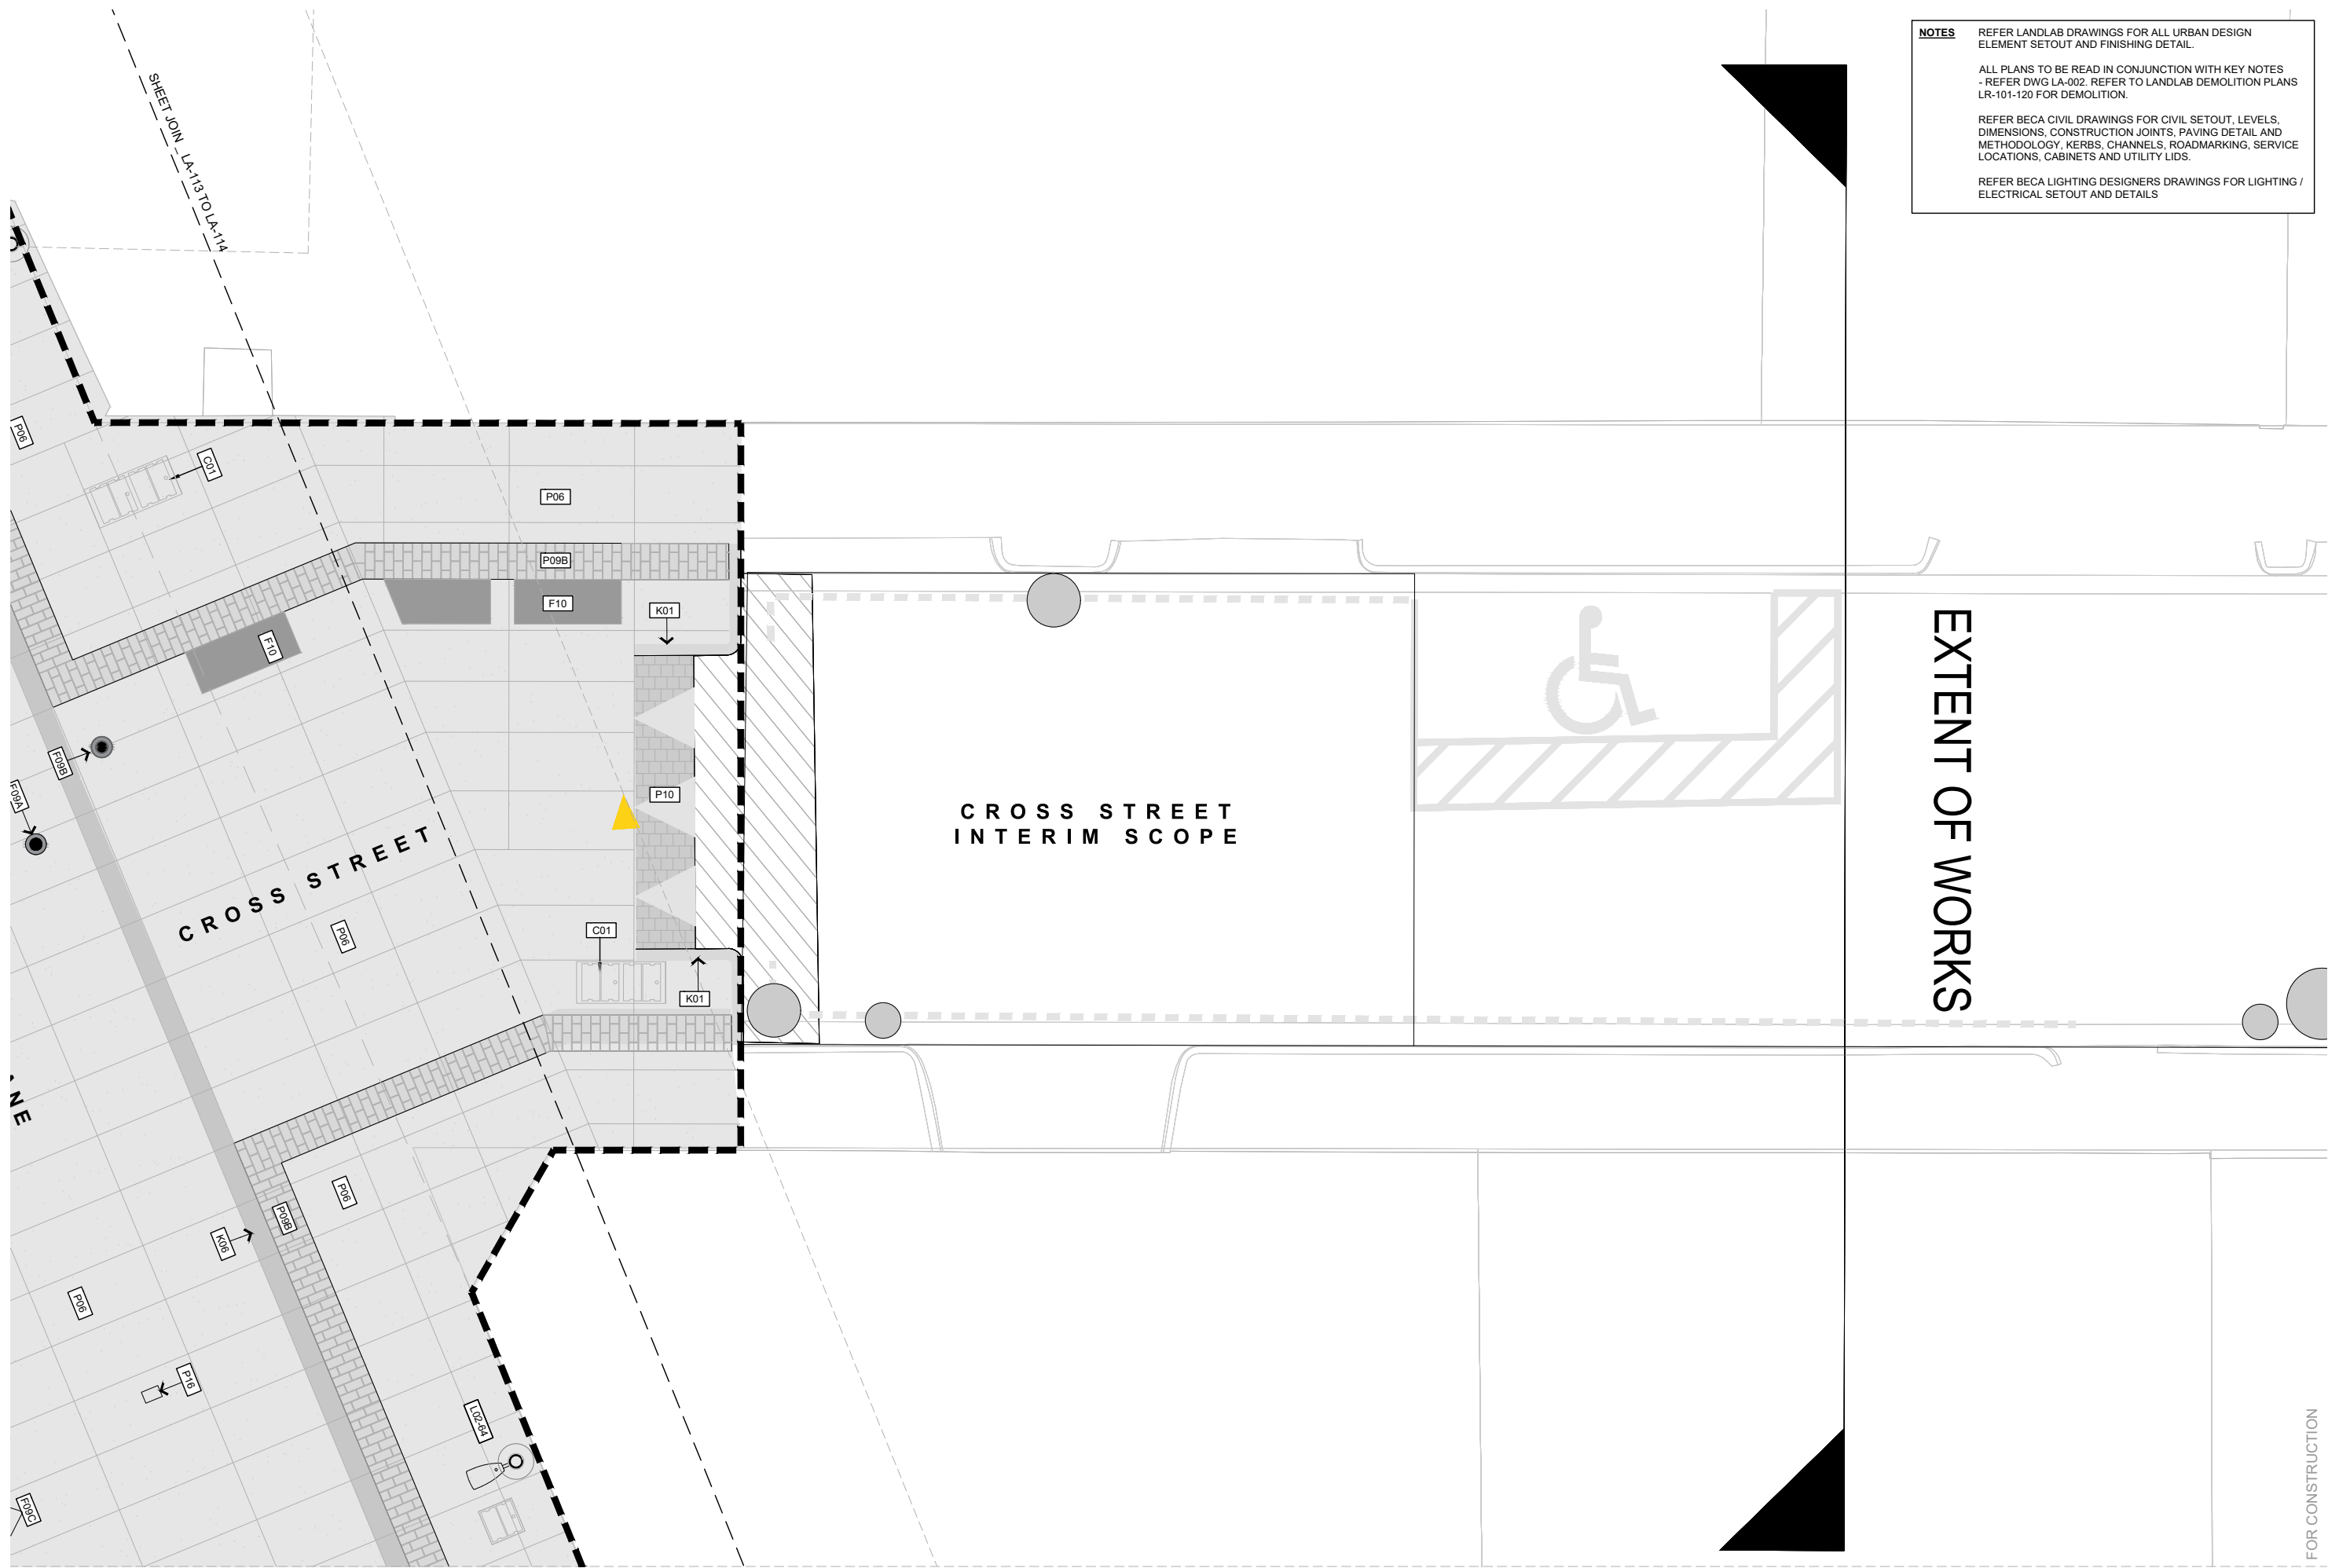 NOTES REFER LANDLAB DRAWINGS FOR ALL URBAN DESIGN
ELEMENT SETOUT AND FINISHING DETAIL.
ALL PLANS TO BE READ IN CONJUNCTION WITH KEY NOTES
- REFER DWG LA-002. REFER TO LANDLAB DEMOLITION PLANS
LR-101-120 FOR DEMOLITION.
REFER BECA CIVIL DRAWINGS FOR CIVIL SETOUT, LEVELS,
DIMENSIONS, CONSTRUCTION JOINTS, PAVING DETAIL AND
METHODOLOGY, KERBS, CHANNELS, ROADMARKING, SERVICE
LOCATIONS, CABINETS AND UTILITY LIDS.
REFER BECA LIGHTING DESIGNERS DRAWINGS FOR LIGHTING /
ELECTRICAL SETOUT AND DETAILS
SHEET JOIN - LA-113 TO LA-114
P06
C01
P06
P09B
F10
K01
F10
F09B
F09A
P10
CROSS STREET
INTERIM SCOPE
EXTENT OF WORKS
CROSS STREET
P06
C01
K01
NE
P06
P09B
K06
P06
P16
L02-64
F09C
FOR CONSTRUCTION